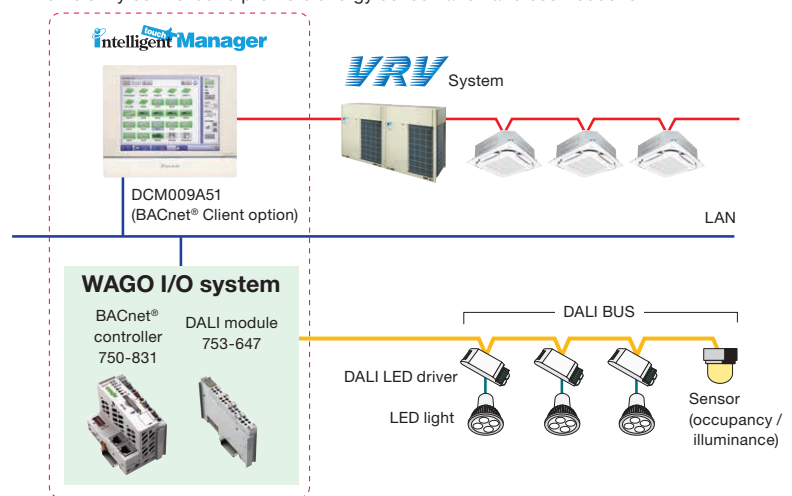 intelligent touch Manager
VRV System
DCM009A51
(BACnet® Client option)
LAN
WAGO I/O system
BACnet®
controller
750-831
DALI module
753-647
DALI BUS
DALI LED driver
LED light
Sensor
(occupancy /
illuminance)